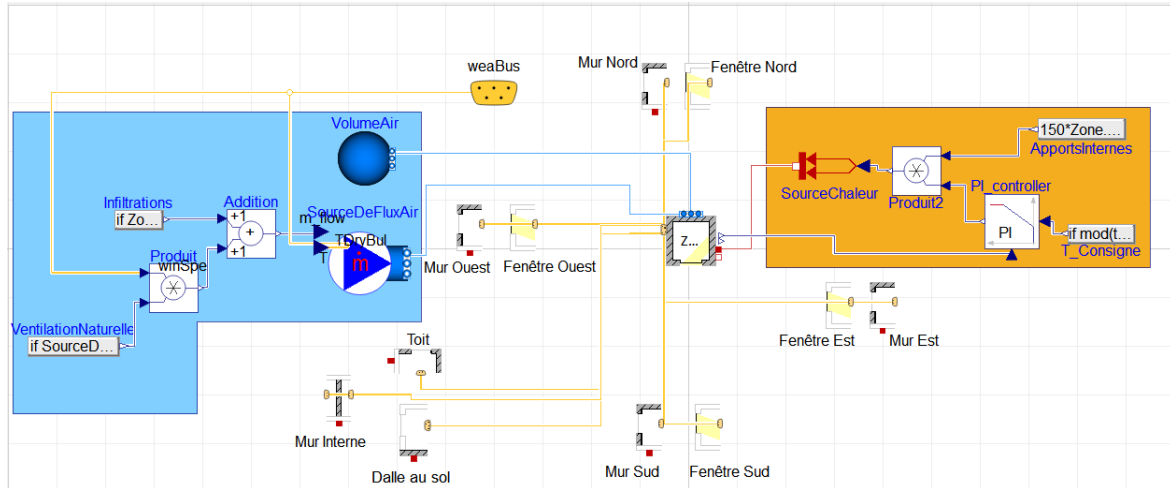 weaBus
Mur Nord
Fenêtre Nord
VolumeAir
150*Zone....
ApportsInternes
Infiltrations
if Zo...
Addition
+1
+
+1
SourceDeFluxAir
m_flow
TDryBul
T
ṁ
SourceChaleur
Produit2
PI_controller
PI
if mod(t...
T_Consigne
Z...
Mur Ouest
Fenêtre Ouest
Produit
winSpe
VentilationNaturelle
if SourceD...
Toit
Fenêtre Est
Mur Est
Mur Interne
Dalle au sol
Mur Sud
Fenêtre Sud